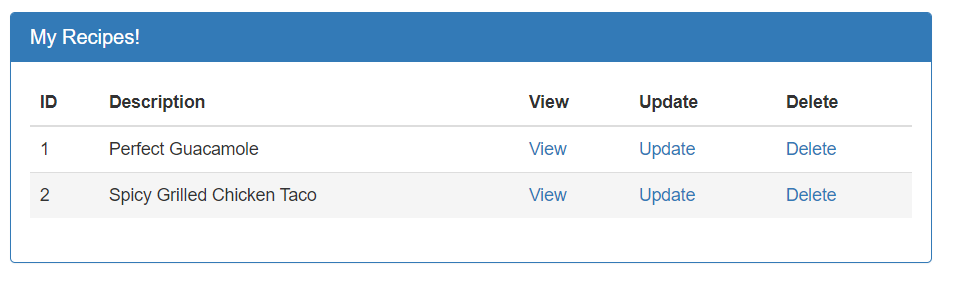 My Recipes!
ID Description View Update Delete
1 Perfect Guacamole View Update Delete
2 Spicy Grilled Chicken Taco View Update Delete